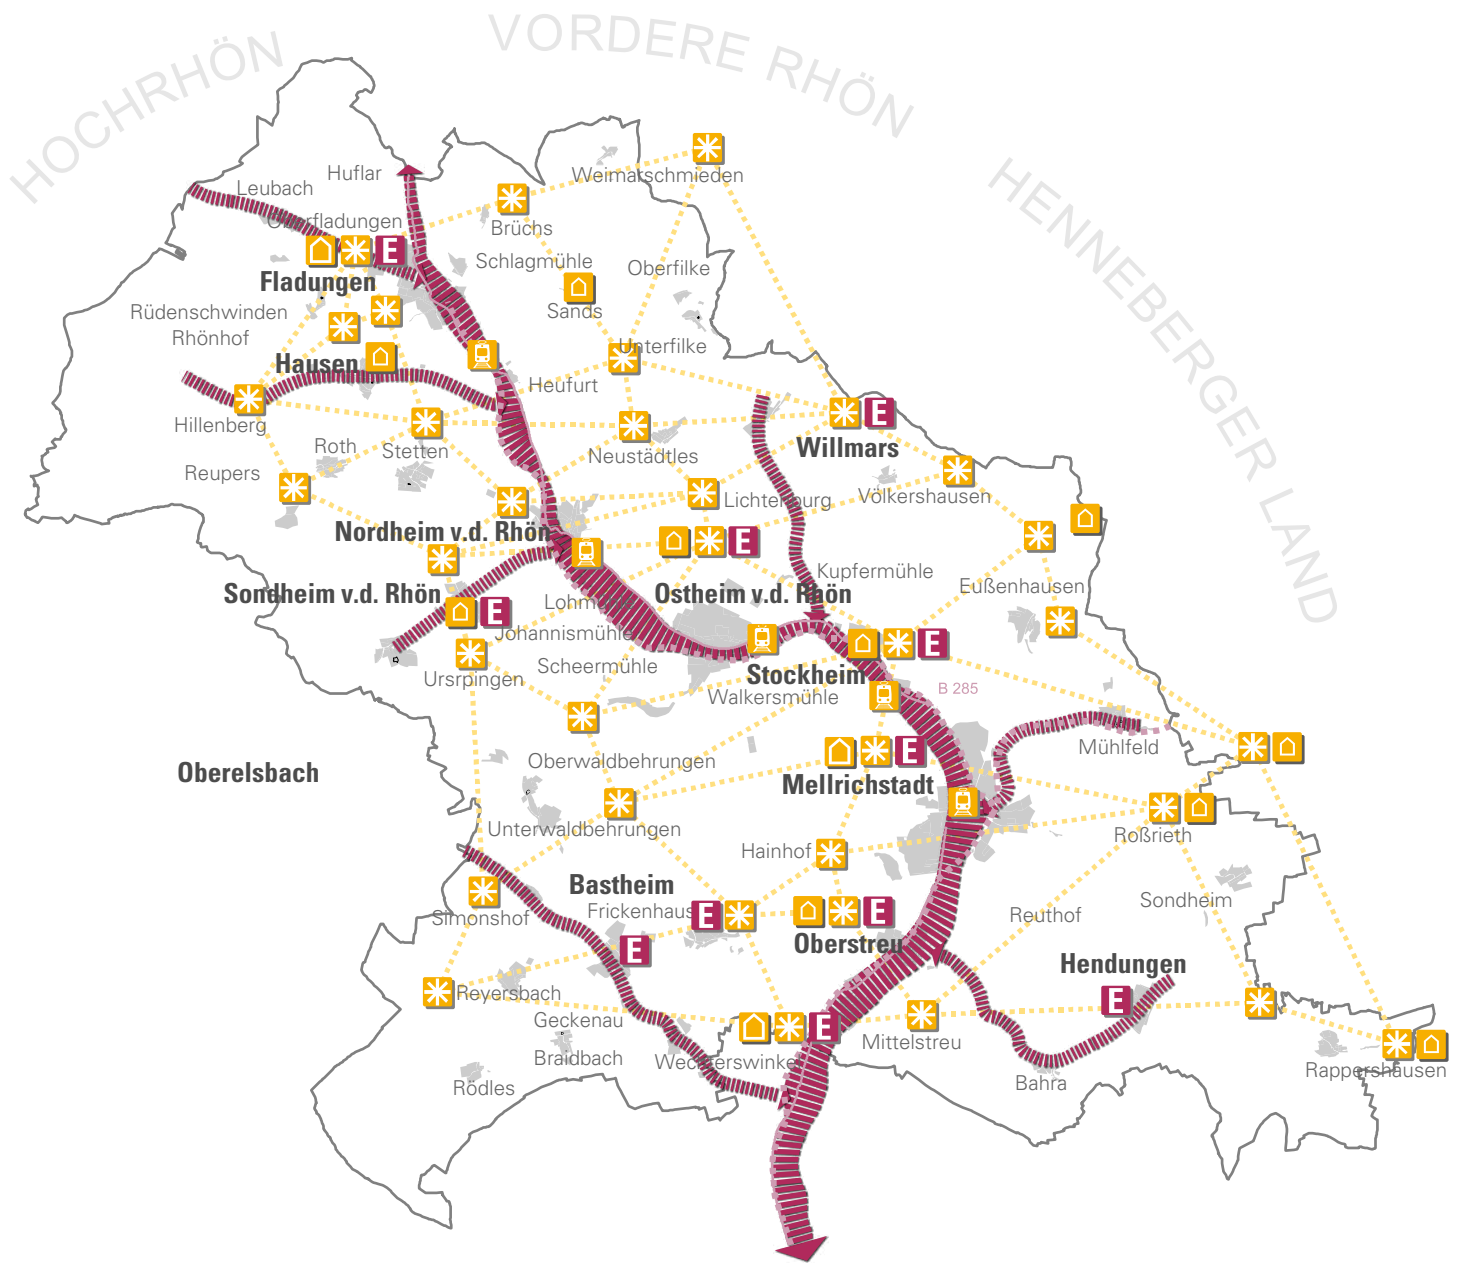 HOCHRHÖN
VORDERE RHÖN
HENNEBERGER LAND
Huflar
Leubach
Weimarschmieden
Oberfladungen
Brüchs
E
Fladungen
Schlagmühle
Oberfilke
Sands
Rüdenschwinden
Rhönhof
Unterfilke
Hausen
Heufurt
Hillenberg
Willmars
E
Roth
Stetten
Neustädtles
Reupers
Lichtenburg
Völkershausen
Nordheim v.d. Rhön
E
Kupfermühle
Eußenhausen
Sondheim v.d. Rhön
E
Lohmühle
Ostheim v.d. Rhön
Johannismühle
Scheermühle
E
Stockheim
Ursrpingen
Walkersmühle
B 285
Mühlfeld
Oberwaldbehrungen
E
Oberelsbach
Mellrichstadt
Unterwaldbehrungen
Roßrieth
Hainhof
Bastheim
Frickenhausen
E
E
Simonshof
Sondheim
Reuthof
Oberstreu
E
Hendungen
Reyersbach
E
Geckenau
E
Mittelstreu
Braidbach
Wechterswinkel
Rappershausen
Rödles
Bahra